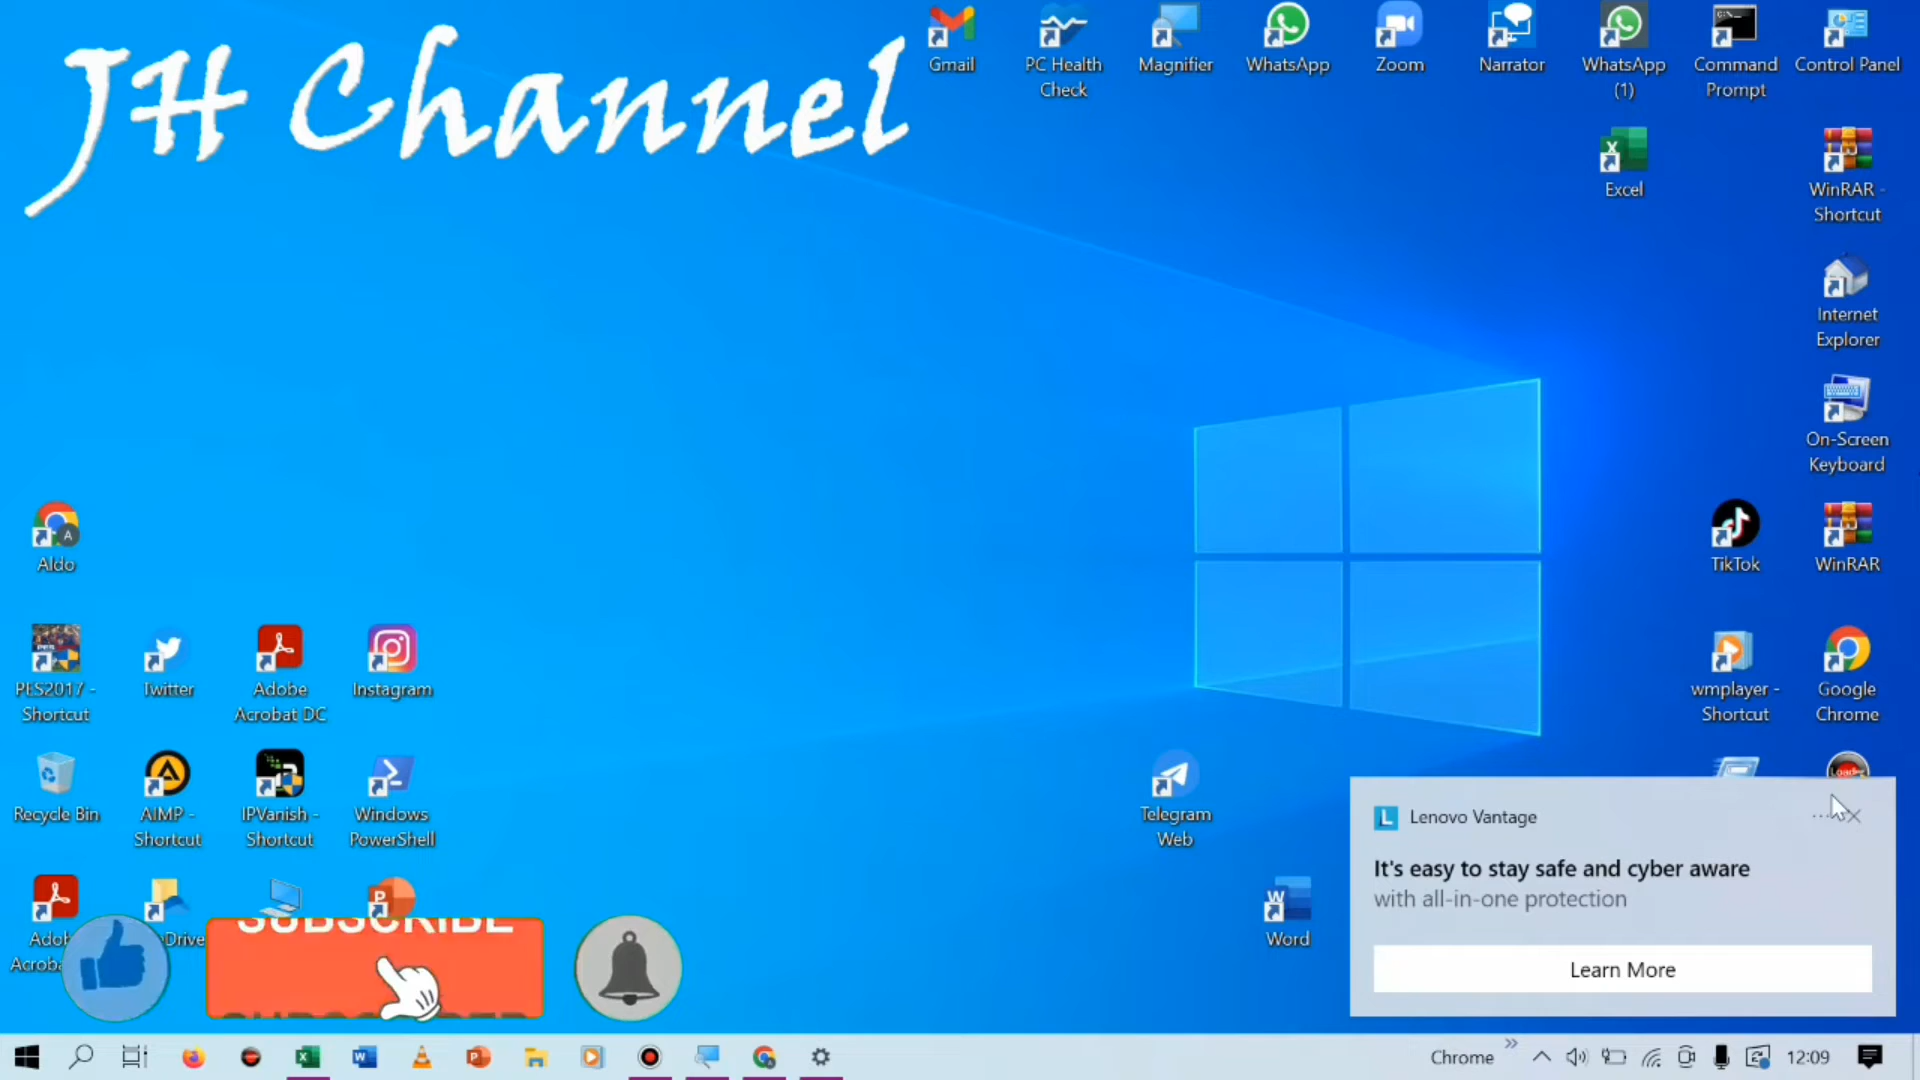 JH Channel
Gmail
PC Health
Check
Magnifier
WhatsApp
Zoom
Narrator
WhatsApp
(1)
Command
Prompt
Control Panel
Excel
WinRAR -
Shortcut
Internet
Explorer
On-Screen
Keyboard
Aldo
TikTok
WinRAR
PES2017 -
Shortcut
Twitter
Adobe
Acrobat DC
Instagram
wmplayer -
Shortcut
Google
Chrome
Recycle Bin
AIMP -
Shortcut
IPVanish -
Shortcut
Windows
PowerShell
Telegram
Web
Lenovo Vantage
It's easy to stay safe and cyber aware
with all-in-one protection
Learn More
Word
SUBSCRIBE
Chrome
12:09